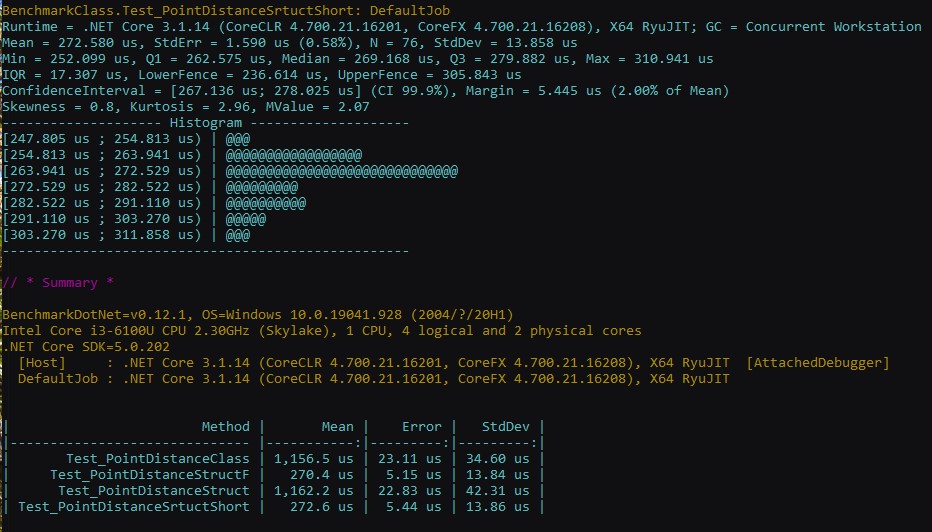 BenchmarkClass.Test_PointDistanceSrtuctShort: DefaultJob
Runtime = .NET Core 3.1.14 (CoreCLR 4.700.21.16201, CoreFX 4.700.21.16208), X64 RyuJIT; GC = Concurrent Workstation
Mean = 272.580 us, StdErr = 1.590 us (0.58%), N = 76, StdDev = 13.858 us
Min = 252.099 us, Q1 = 262.575 us, Median = 269.168 us, Q3 = 279.882 us, Max = 310.941 us
IQR = 17.307 us, LowerFence = 236.614 us, UpperFence = 305.843 us
ConfidenceInterval = [267.136 us; 278.025 us] (CI 99.9%), Margin = 5.445 us (2.00% of Mean)
Skewness = 0.8, Kurtosis = 2.96, MValue = 2.07
-------------------- Histogram --------------------
[247.805 us ; 254.813 us) | @@@
[254.813 us ; 263.941 us) | @@@@@@@@@@@@@@@@@
[263.941 us ; 272.529 us) | @@@@@@@@@@@@@@@@@@@@@@@@@@@@@
[272.529 us ; 282.522 us) | @@@@@@@@@
[282.522 us ; 291.110 us) | @@@@@@@@@@
[291.110 us ; 303.270 us) | @@@@@
[303.270 us ; 311.858 us) | @@@
---------------------------------------------------
// * Summary *
BenchmarkDotNet=v0.12.1, OS=Windows 10.0.19041.928 (2004/?/20H1)
Intel Core i3-6100U CPU 2.30GHz (Skylake), 1 CPU, 4 logical and 2 physical cores
.NET Core SDK=5.0.202
[Host]     : .NET Core 3.1.14 (CoreCLR 4.700.21.16201, CoreFX 4.700.21.16208), X64 RyuJIT  [AttachedDebugger]
DefaultJob : .NET Core 3.1.14 (CoreCLR 4.700.21.16201, CoreFX 4.700.21.16208), X64 RyuJIT
|                        Method |       Mean |    Error |   StdDev |
|------------------------------ |-----------:|---------:|---------:|
|        Test_PointDistanceClass | 1,156.5 us | 23.11 us | 34.60 us |
|      Test_PointDistanceStructF |   270.4 us |  5.15 us | 13.84 us |
|       Test_PointDistanceStruct | 1,162.2 us | 22.83 us | 42.31 us |
| Test_PointDistanceSrtuctShort |   272.6 us |  5.44 us | 13.86 us |